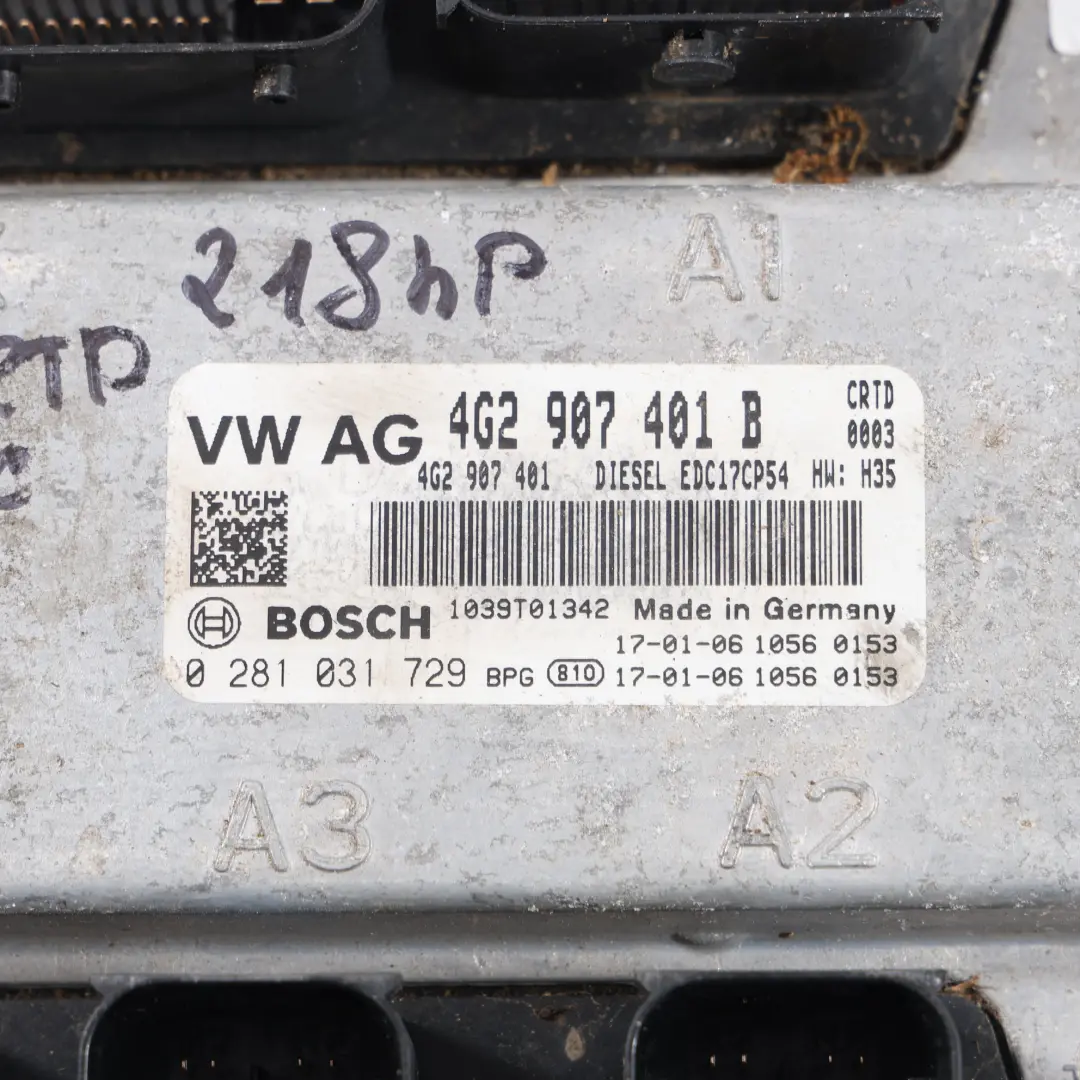 218hP
A1
VW AG 4G2 907 401 B CRTD
0003
4G2 907 401 DIESEL EDC17CP54 HW: H35
BOSCH 1039T01342 Made in Germany
17-01-06 1056 0153
0 281 031 729 BPG 810 17-01-06 1056 0153
A3 A2